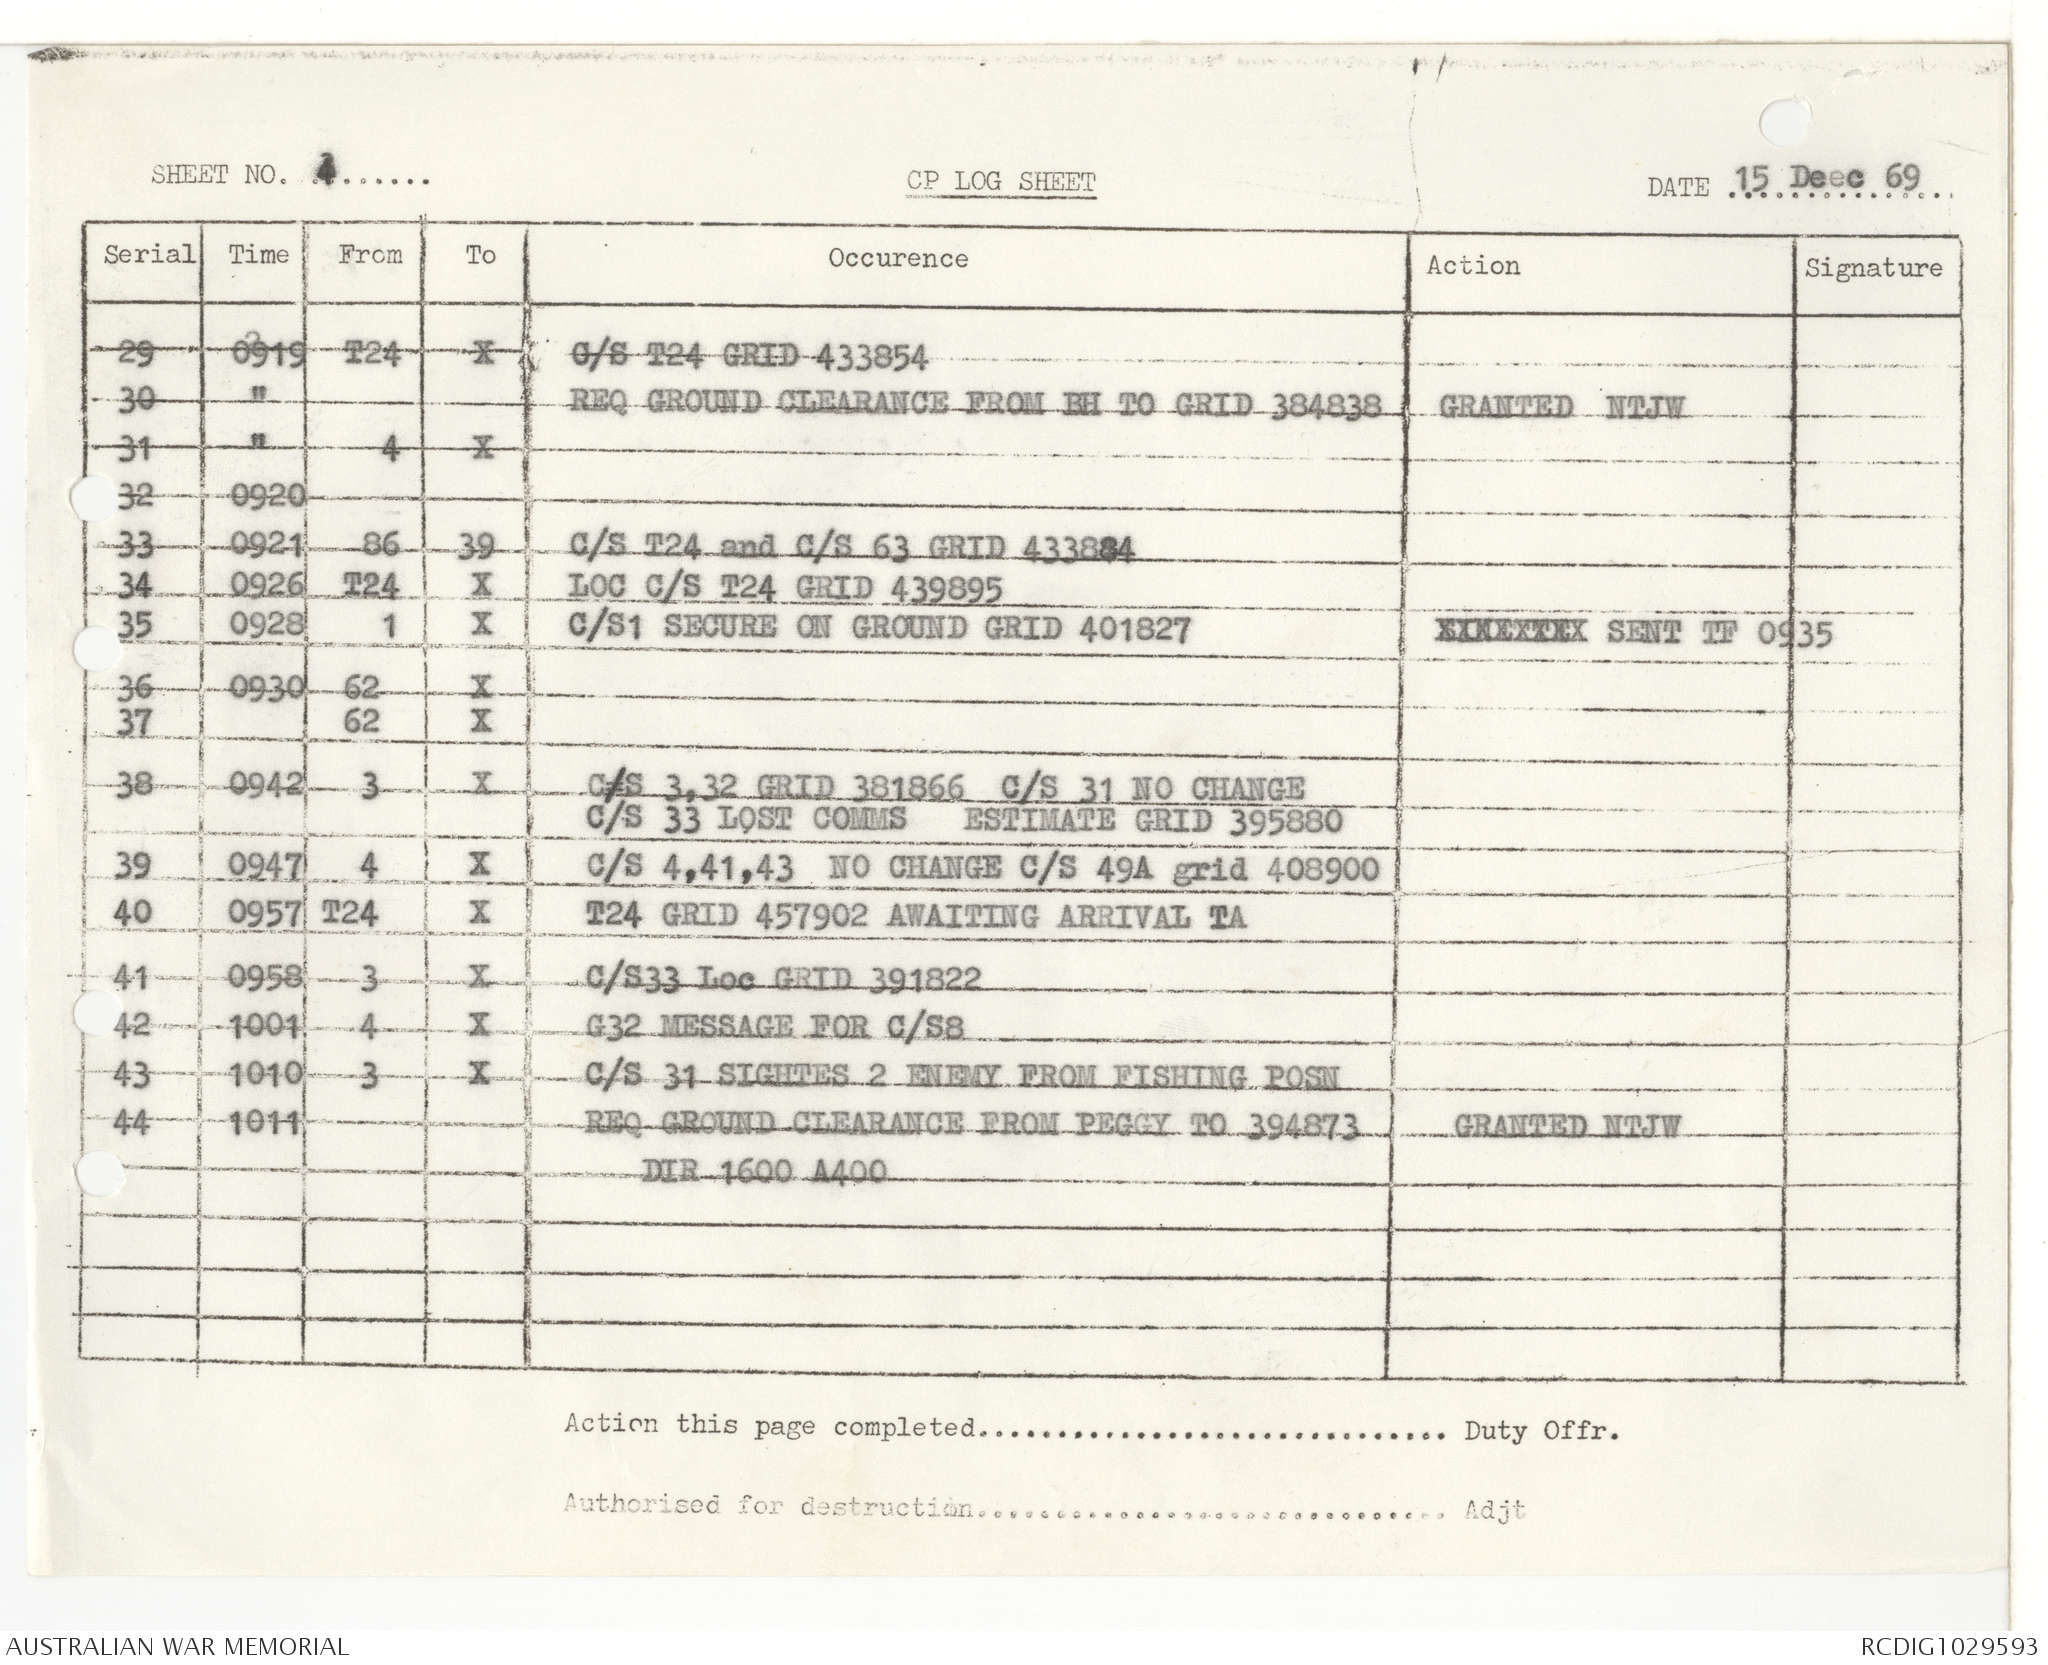 SHEET NO. 4.......
CP LOG SHEET
DATE 15 Deec 69
Serial Time From To Occurence Action Signature
29 0919 T24 X C/S T24 GRID 433854
30 " REQ GROUND CLEARANCE FROM BH TO GRID 384838 GRANTED NTJW
31 " 4 X
32 0920
33 0921 86 39 C/S T24 and C/S 63 GRID 433884
34 0926 T24 X LOC C/S T24 GRID 439895
35 0928 1 X C/S1 SECURE ON GROUND GRID 401827 SENT TF 0935
36 0930 62 X
37 62 X
38 0942 3 X C/S 3,32 GRID 381866 C/S 31 NO CHANGE
C/S 33 LOST COMMS ESTIMATE GRID 395880
39 0947 4 X C/S 4,41,43 NO CHANGE C/S 49A grid 408900
40 0957 T24 X T24 GRID 457902 AWAITING ARRIVAL TA
41 0958 3 X C/S33 Loc GRID 391822
42 1001 4 X G32 MESSAGE FOR C/S8
43 1010 3 X C/S 31 SIGHTES 2 ENEMY FROM FISHING POSN
44 1011 REQ GROUND CLEARANCE FROM PEGGY TO 394873 GRANTED NTJW
DIR 1600 A400
Action this page completed.............................. Duty Offr.
Authorised for destruction.............................. Adjt
AUSTRALIAN WAR MEMORIAL
RCDIG1029593